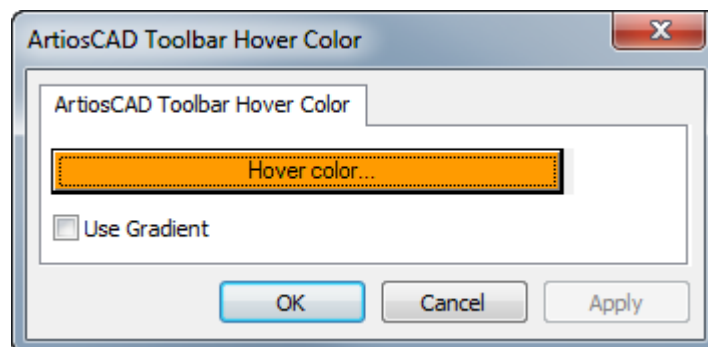 ArtiosCAD Toolbar Hover Color
ArtiosCAD Toolbar Hover Color
Hover color...
Use Gradient
OK Cancel Apply